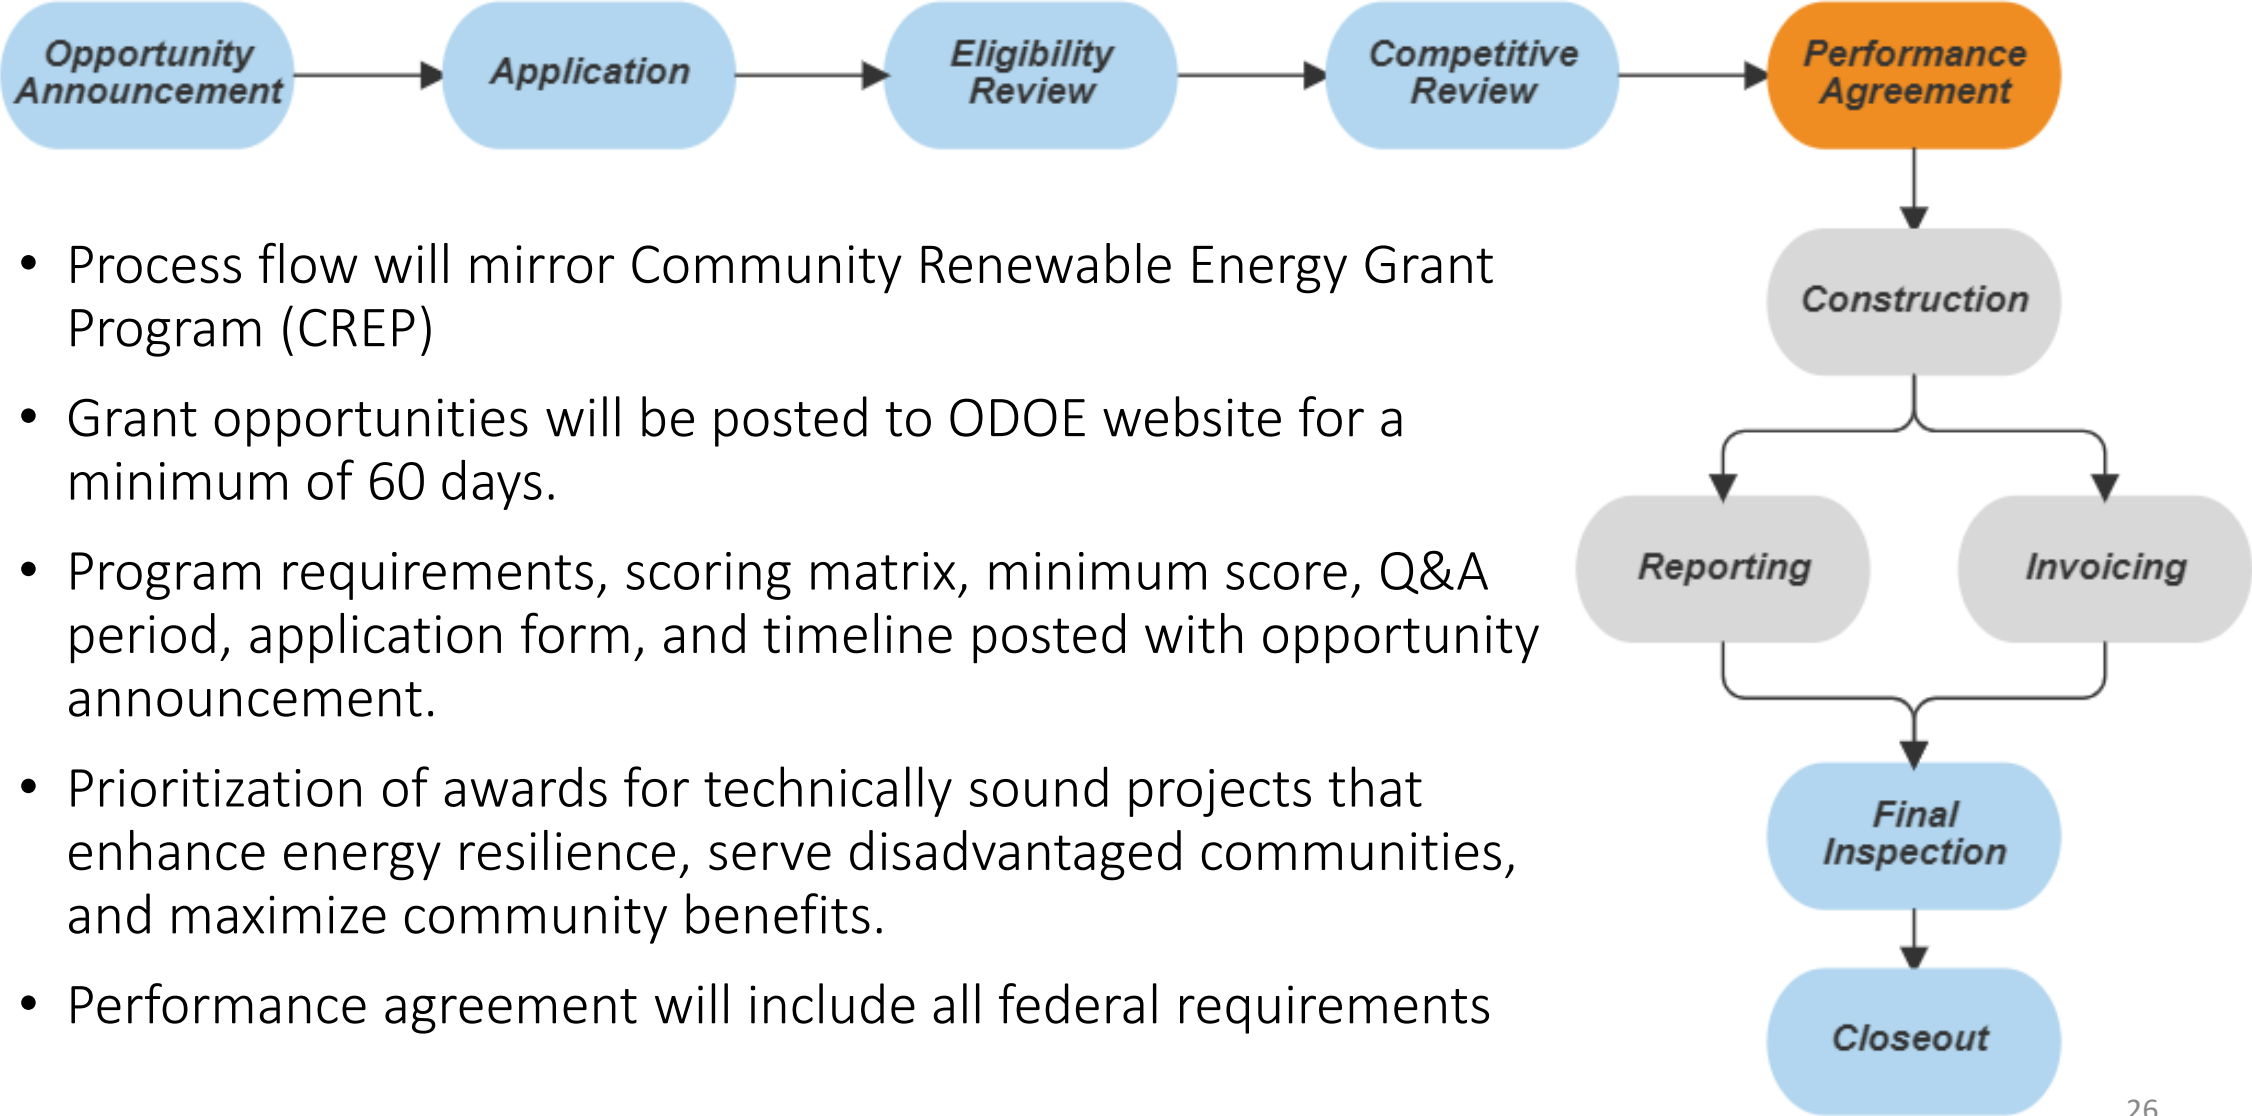 Opportunity
Announcement
Application
Eligibility
Review
Competitive
Review
Performance
Agreement
Construction
Reporting
Invoicing
Final
Inspection
Closeout
• Process flow will mirror Community Renewable Energy Grant
Program (CREP)
• Grant opportunities will be posted to ODOE website for a
minimum of 60 days.
• Program requirements, scoring matrix, minimum score, Q&A
period, application form, and timeline posted with opportunity
announcement.
• Prioritization of awards for technically sound projects that
enhance energy resilience, serve disadvantaged communities,
and maximize community benefits.
• Performance agreement will include all federal requirements
26